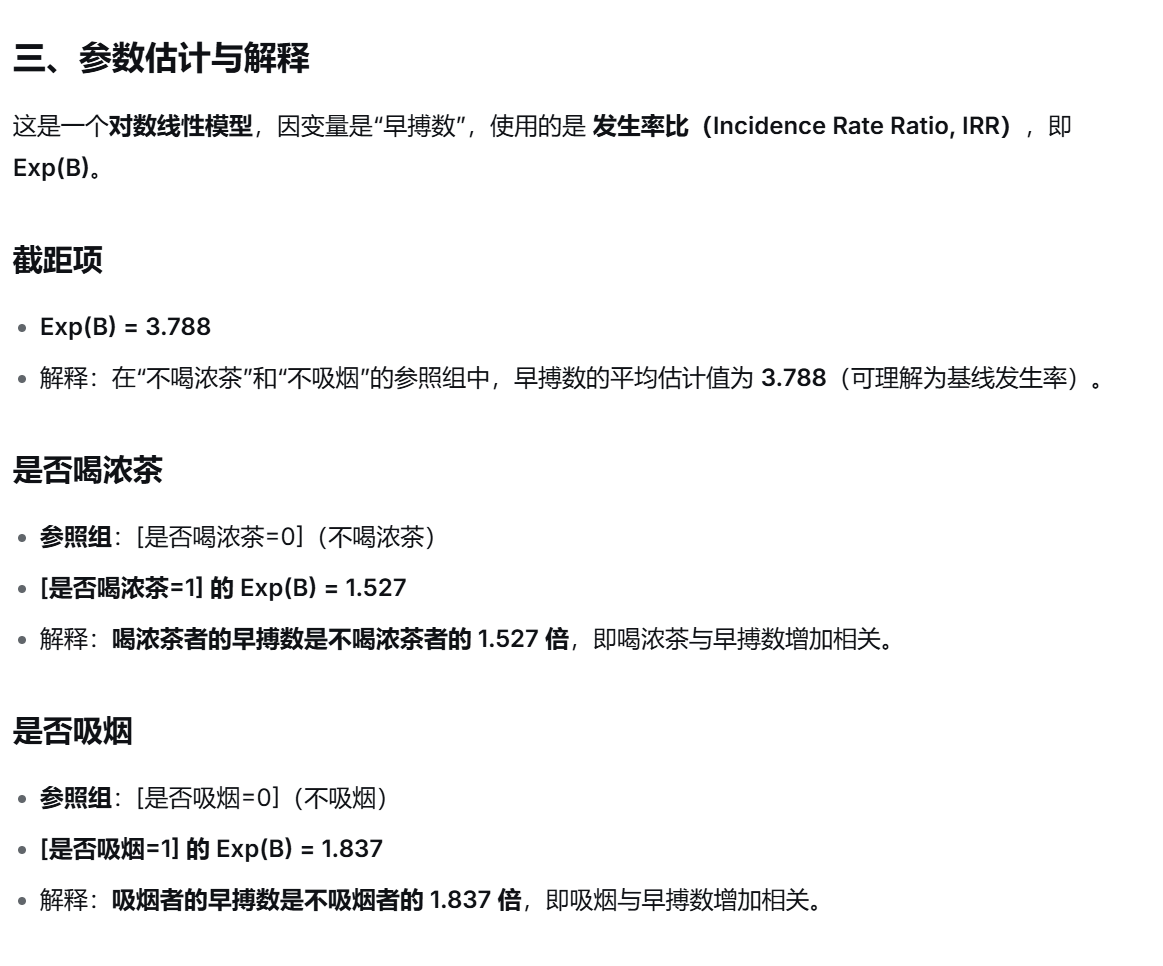 三、参数估计与解释
这是一个对数线性模型，因变量是“早搏数”，使用的是 发生率比（Incidence Rate Ratio, IRR），即
Exp(B)。
截距项
• Exp(B) = 3.788
• 解释：在“不喝浓茶”和“不吸烟”的参照组中，早搏数的平均估计值为 3.788（可理解为基线发生率）。
是否喝浓茶
• 参照组：[是否喝浓茶=0]（不喝浓茶）
• [是否喝浓茶=1] 的 Exp(B) = 1.527
• 解释：喝浓茶者的早搏数是不喝浓茶者的 1.527 倍，即喝浓茶与早搏数增加相关。
是否吸烟
• 参照组：[是否吸烟=0]（不吸烟）
• [是否吸烟=1] 的 Exp(B) = 1.837
• 解释：吸烟者的早搏数是不吸烟者的 1.837 倍，即吸烟与早搏数增加相关。